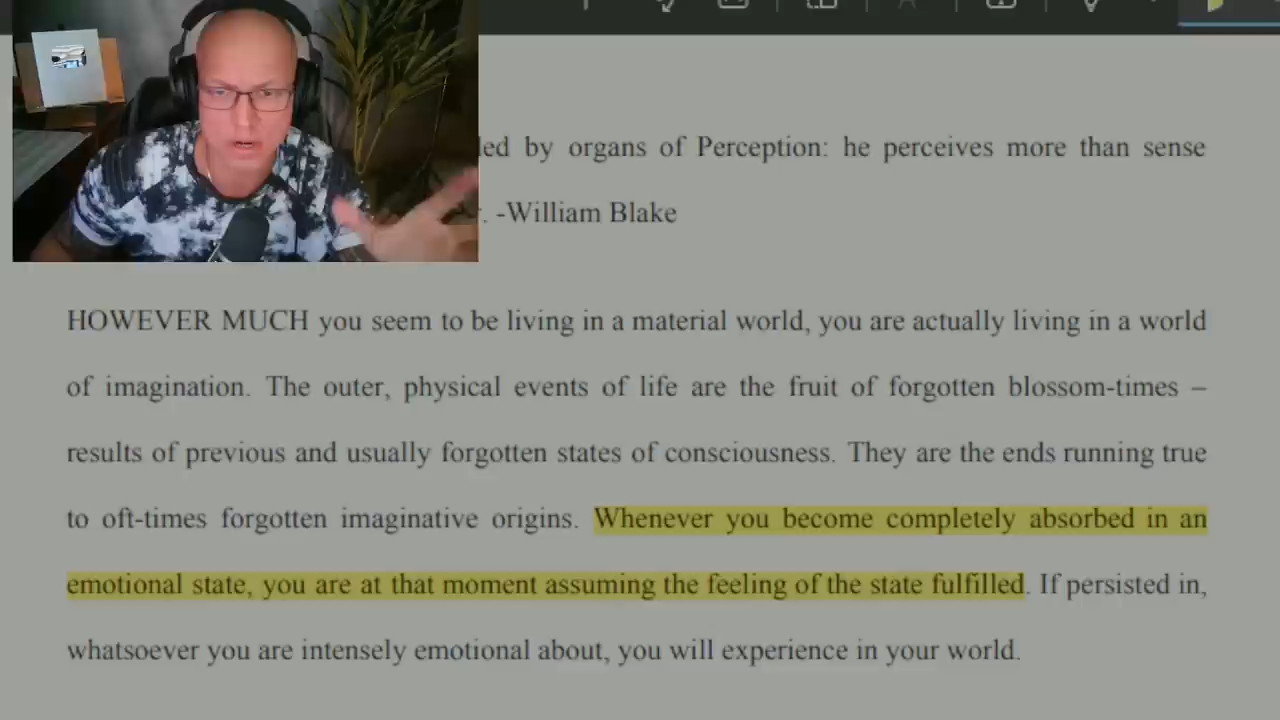 by organs of Perception: he perceives more than sense
-William Blake
HOWEVER MUCH you seem to be living in a material world, you are actually living in a world
of imagination. The outer, physical events of life are the fruit of forgotten blossom-times –
results of previous and usually forgotten states of consciousness. They are the ends running true
to oft-times forgotten imaginative origins. Whenever you become completely absorbed in an
emotional state, you are at that moment assuming the feeling of the state fulfilled. If persisted in,
whatsoever you are intensely emotional about, you will experience in your world.